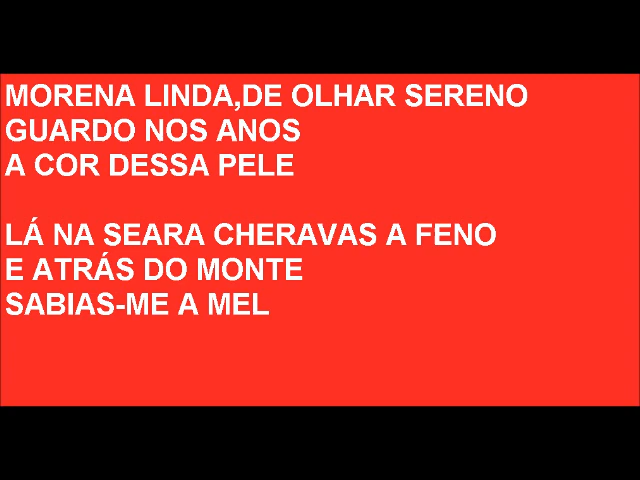 MORENA LINDA,DE OLHAR SERENO
GUARDO NOS ANOS
A COR DESSA PELE
LÁ NA SEARA CHERAVAS A FENO
E ATRÁS DO MONTE
SABIAS-ME A MEL